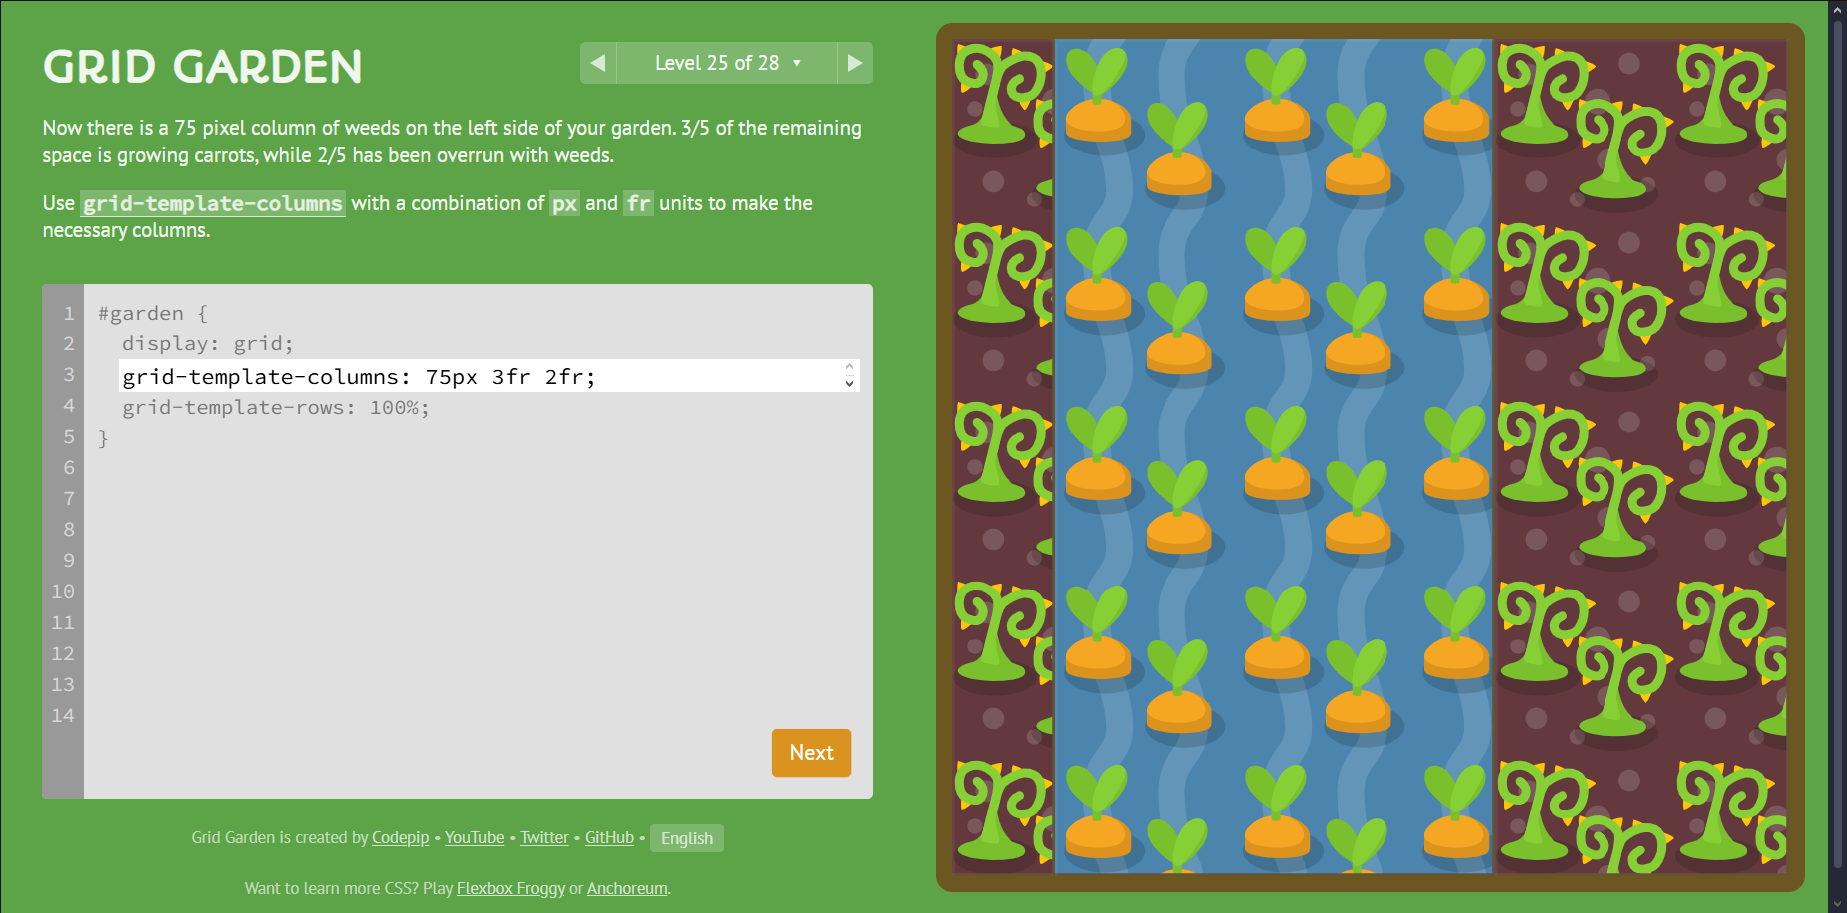 GRID GARDEN
Level 25 of 28
Now there is a 75 pixel column of weeds on the left side of your garden. 3/5 of the remaining
space is growing carrots, while 2/5 has been overrun with weeds.
Use grid-template-columns with a combination of px and fr units to make the
necessary columns.
1 #garden {
2 display: grid;
3 grid-template-columns: 75px 3fr 2fr;
4 grid-template-rows: 100%;
5 }
6
7
8
9
10
11
12
13
14
Next
Grid Garden is created by Codepip • YouTube • Twitter • GitHub • English
Want to learn more CSS? Play Flexbox Froggy or Anchoreum.